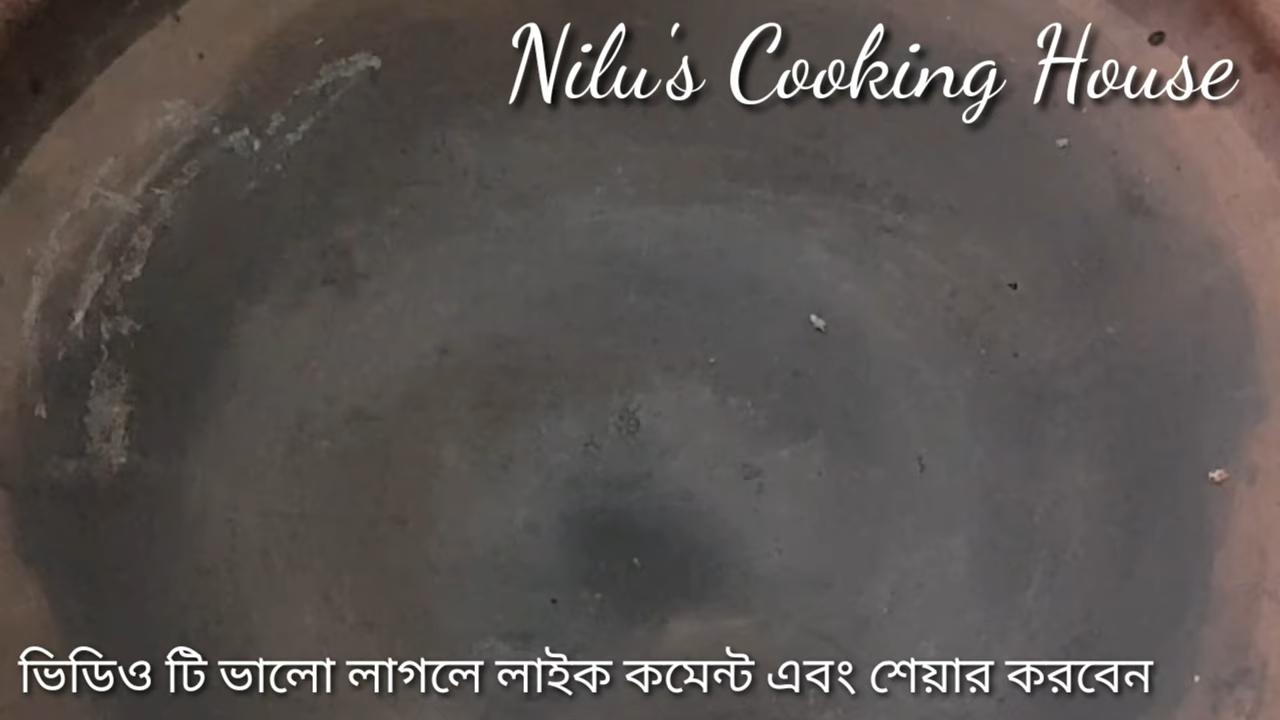 Nilu's Cooking House
ভিডিও টি ভালো লাগলে লাইক কমেন্ট এবং শেয়ার করবেন